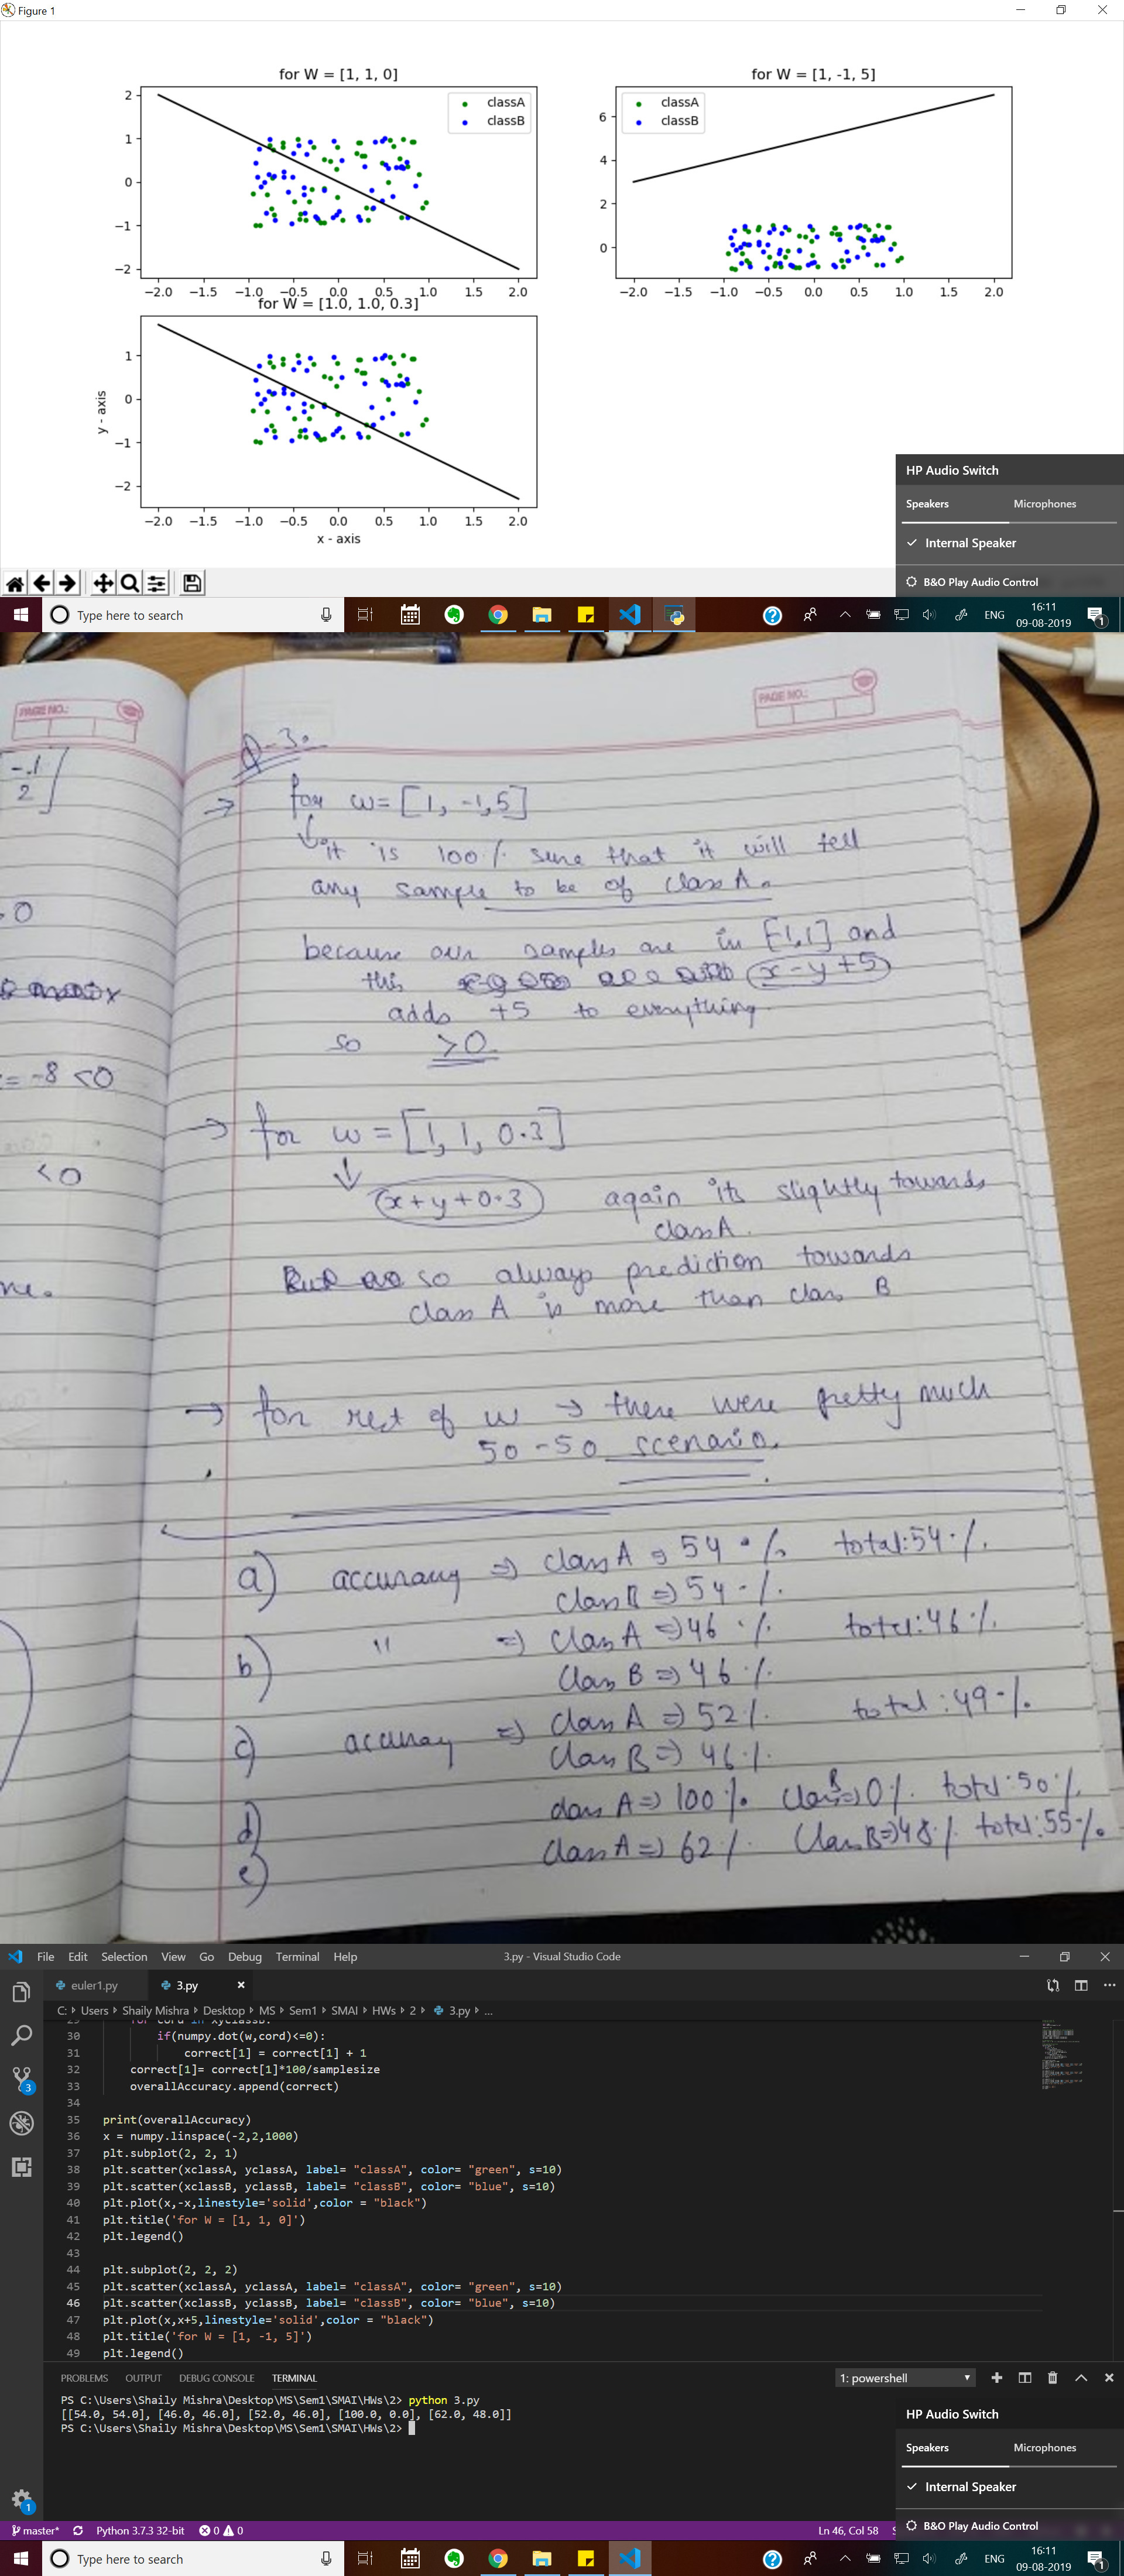 Figure 1
for W = [1, 1, 0]
2
1
0
−1
−2
classA
classB
−2.0 −1.5 −1.0 −0.5 0.0 0.5 1.0 1.5 2.0
for W = [1, -1, 5]
classA
classB
6
4
2
0
−2.0 −1.5 −1.0 −0.5 0.0 0.5 1.0 1.5 2.0
for W = [1.0, 1.0, 0.3]
1
0
−1
−2
y - axis
−2.0 −1.5 −1.0 −0.5 0.0 0.5 1.0 1.5 2.0
x - axis
HP Audio Switch
Speakers Microphones
Internal Speaker
B&O Play Audio Control
Type here to search
ENG
16:11
09-08-2019
1
PAGE NO.:
PAGE NO.:
-1
2
0
= -8 <0
<0
ne.
Q-3.
→ for w= [1, -1, 5]
it is 100% sure that it will tell
any sample to be of class A.
because our samples are in [-1,1] and
this x-y+5
adds +5 to everything
so >0
→ for w = [1, 1, 0.3]
x+y+0.3 again its slightly towards
class A.
so always prediction towards
class A is more than class B
→ for rest of w → there were pretty much
50-50 scenario.
a) accuracy ⇒ class A ⇒ 54% total:54%
class B ⇒ 54%
b) " ⇒ class A ⇒ 46% total:46%
class B ⇒ 46%
c) accuray ⇒ class A ⇒ 52% total:49%
class B ⇒ 46%
d) class A ⇒ 100% class B ⇒ 0% total:50%
e) class A ⇒ 62% class B ⇒ 48% total:55%
File Edit Selection View Go Debug Terminal Help
3.py - Visual Studio Code
euler1.py 3.py
C: Users Shaily Mishra Desktop MS Sem1 SMAI HWs 2 3.py ...
29 for cord in xyclassB:
30 if(numpy.dot(w,cord)<=0):
31 correct[1] = correct[1] + 1
32 correct[1]= correct[1]*100/samplesize
33 overallAccuracy.append(correct)
34
35 print(overallAccuracy)
36 x = numpy.linspace(-2,2,1000)
37 plt.subplot(2, 2, 1)
38 plt.scatter(xclassA, yclassA, label= "classA", color= "green", s=10)
39 plt.scatter(xclassB, yclassB, label= "classB", color= "blue", s=10)
40 plt.plot(x,-x,linestyle='solid',color = "black")
41 plt.title('for W = [1, 1, 0]')
42 plt.legend()
43
44 plt.subplot(2, 2, 2)
45 plt.scatter(xclassA, yclassA, label= "classA", color= "green", s=10)
46 plt.scatter(xclassB, yclassB, label= "classB", color= "blue", s=10)
47 plt.plot(x,x+5,linestyle='solid',color = "black")
48 plt.title('for W = [1, -1, 5]')
49 plt.legend()
3
PROBLEMS OUTPUT DEBUG CONSOLE TERMINAL
1: powershell
PS C:\Users\Shaily Mishra\Desktop\MS\Sem1\SMAI\HWs\2> python 3.py
[[54.0, 54.0], [46.0, 46.0], [52.0, 46.0], [100.0, 0.0], [62.0, 48.0]]
PS C:\Users\Shaily Mishra\Desktop\MS\Sem1\SMAI\HWs\2>
HP Audio Switch
Speakers Microphones
Internal Speaker
B&O Play Audio Control
1
master* Python 3.7.3 32-bit 0 0 Ln 46, Col 58
Type here to search
ENG
16:11
09-08-2019
1